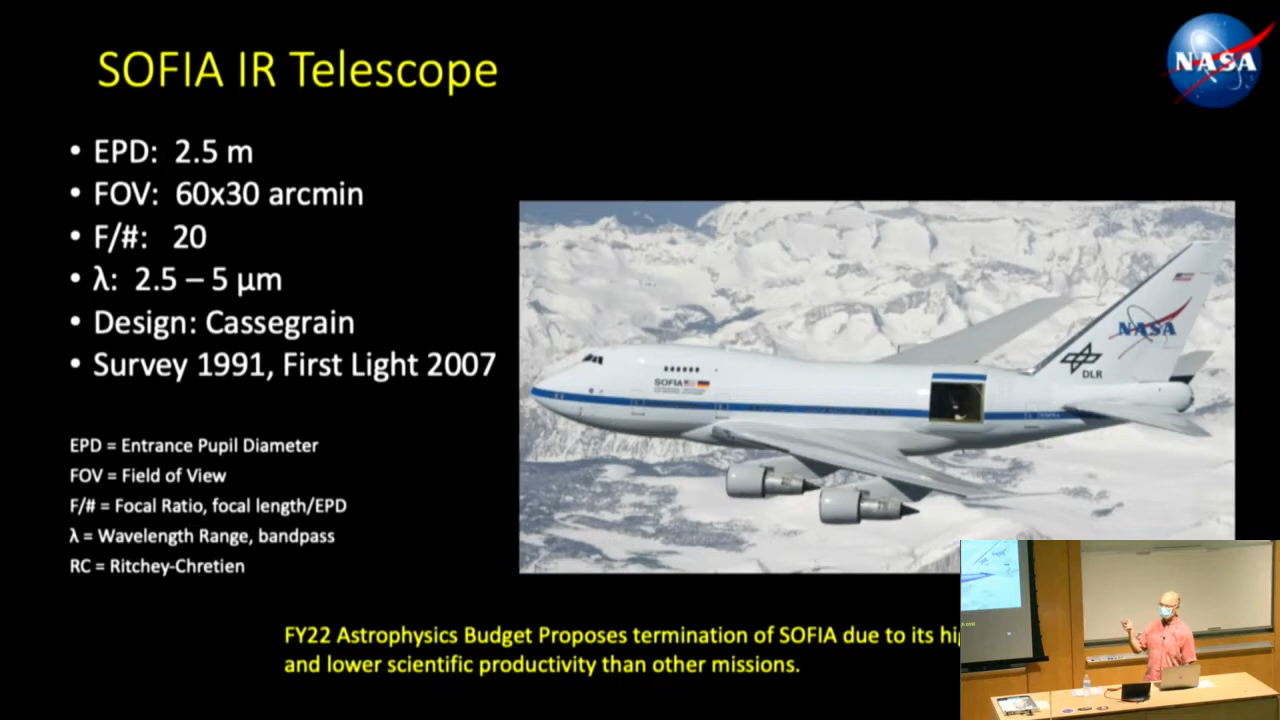 SOFIA IR Telescope
NASA
• EPD: 2.5 m
• FOV: 60x30 arcmin
• F/#: 20
• λ: 2.5 – 5 µm
• Design: Cassegrain
• Survey 1991, First Light 2007
NASA
DLR
SOFIA
EPD = Entrance Pupil Diameter
FOV = Field of View
F/# = Focal Ratio, focal length/EPD
λ = Wavelength Range, bandpass
RC = Ritchey-Chretien
FY22 Astrophysics Budget Proposes termination of SOFIA due to its
and lower scientific productivity than other missions.